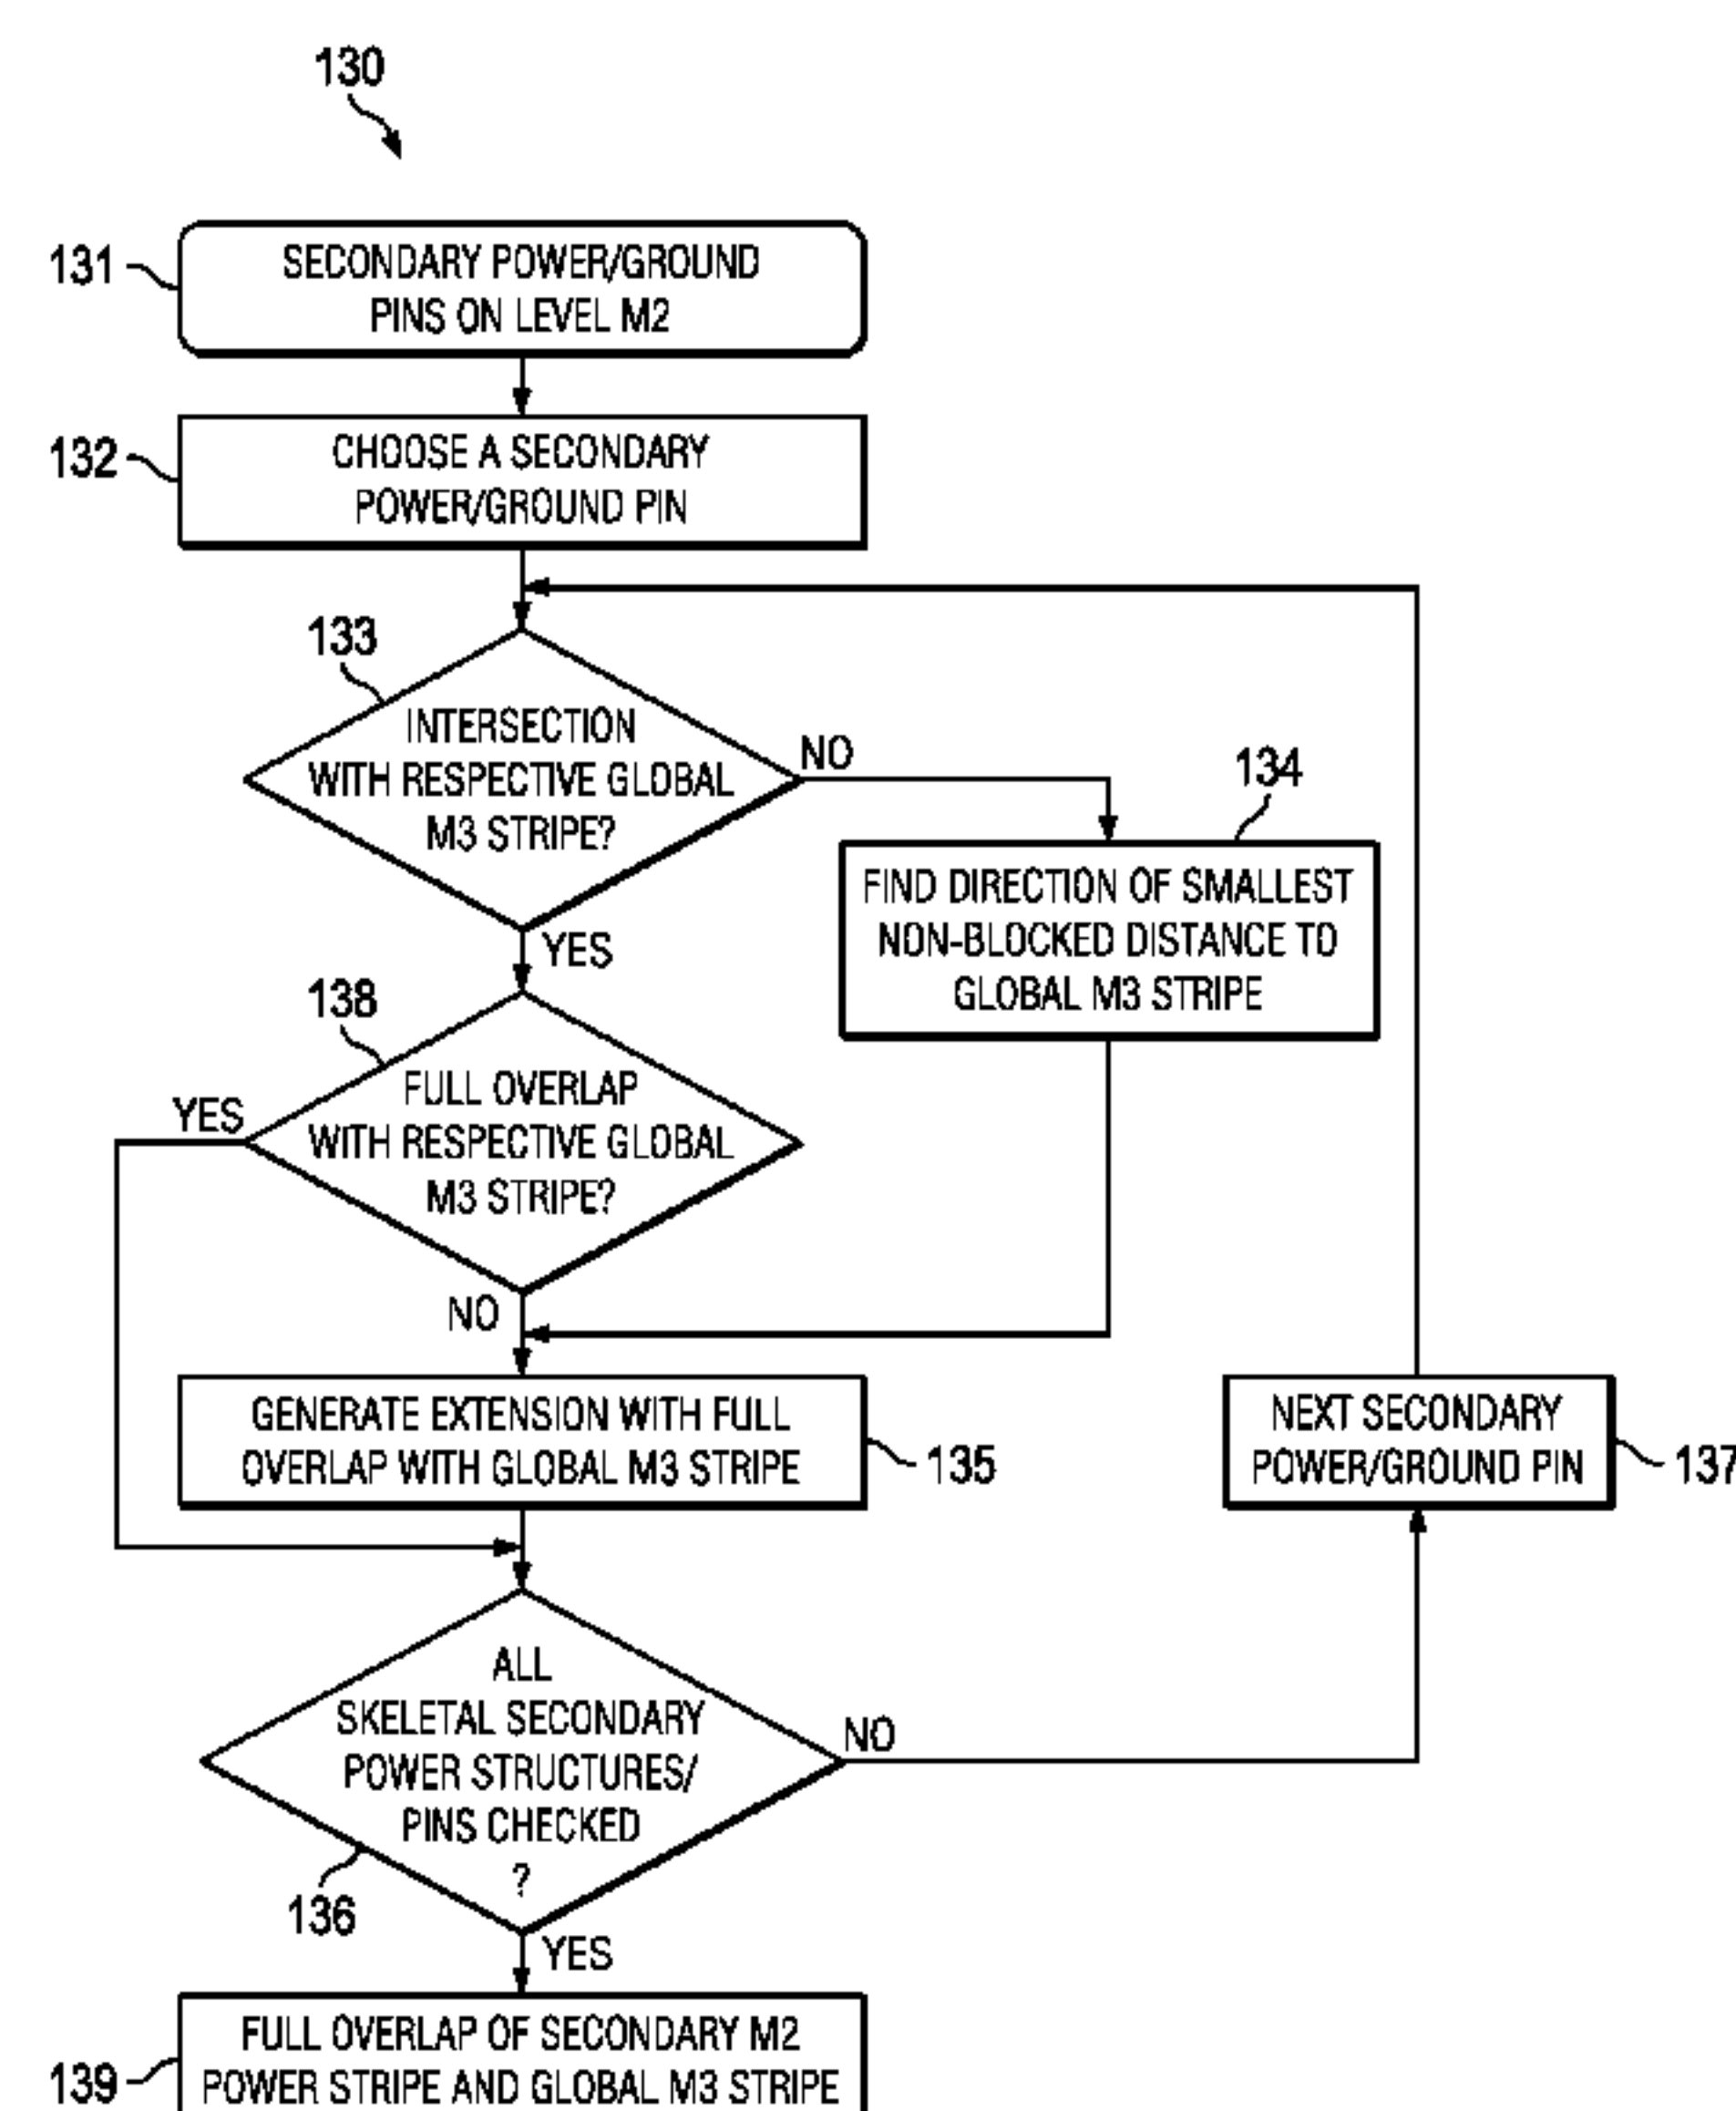 130
131
SECONDARY POWER/GROUND
PINS ON LEVEL M2
132
CHOOSE A SECONDARY
POWER/GROUND PIN
133
INTERSECTION
WITH RESPECTIVE GLOBAL
M3 STRIPE?
NO
134
FIND DIRECTION OF SMALLEST
NON-BLOCKED DISTANCE TO
GLOBAL M3 STRIPE
YES
138
FULL OVERLAP
WITH RESPECTIVE GLOBAL
M3 STRIPE?
YES
NO
GENERATE EXTENSION WITH FULL
OVERLAP WITH GLOBAL M3 STRIPE
135
NEXT SECONDARY
POWER/GROUND PIN
137
ALL
SKELETAL SECONDARY
POWER STRUCTURES/
PINS CHECKED
?
NO
136
YES
139
FULL OVERLAP OF SECONDARY M2
POWER STRIPE AND GLOBAL M3 STRIPE